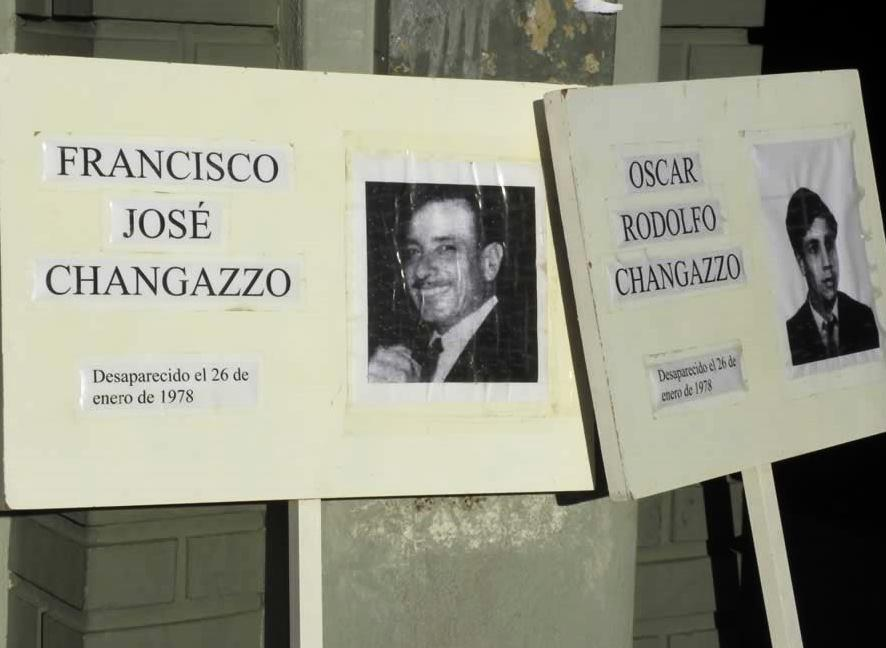 FRANCISCO
JOSÉ
CHANGAZZO
Desaparecido el 26 de
enero de 1978
OSCAR
RODOLFO
CHANGAZZO
Desaparecido el 26 de
enero de 1978